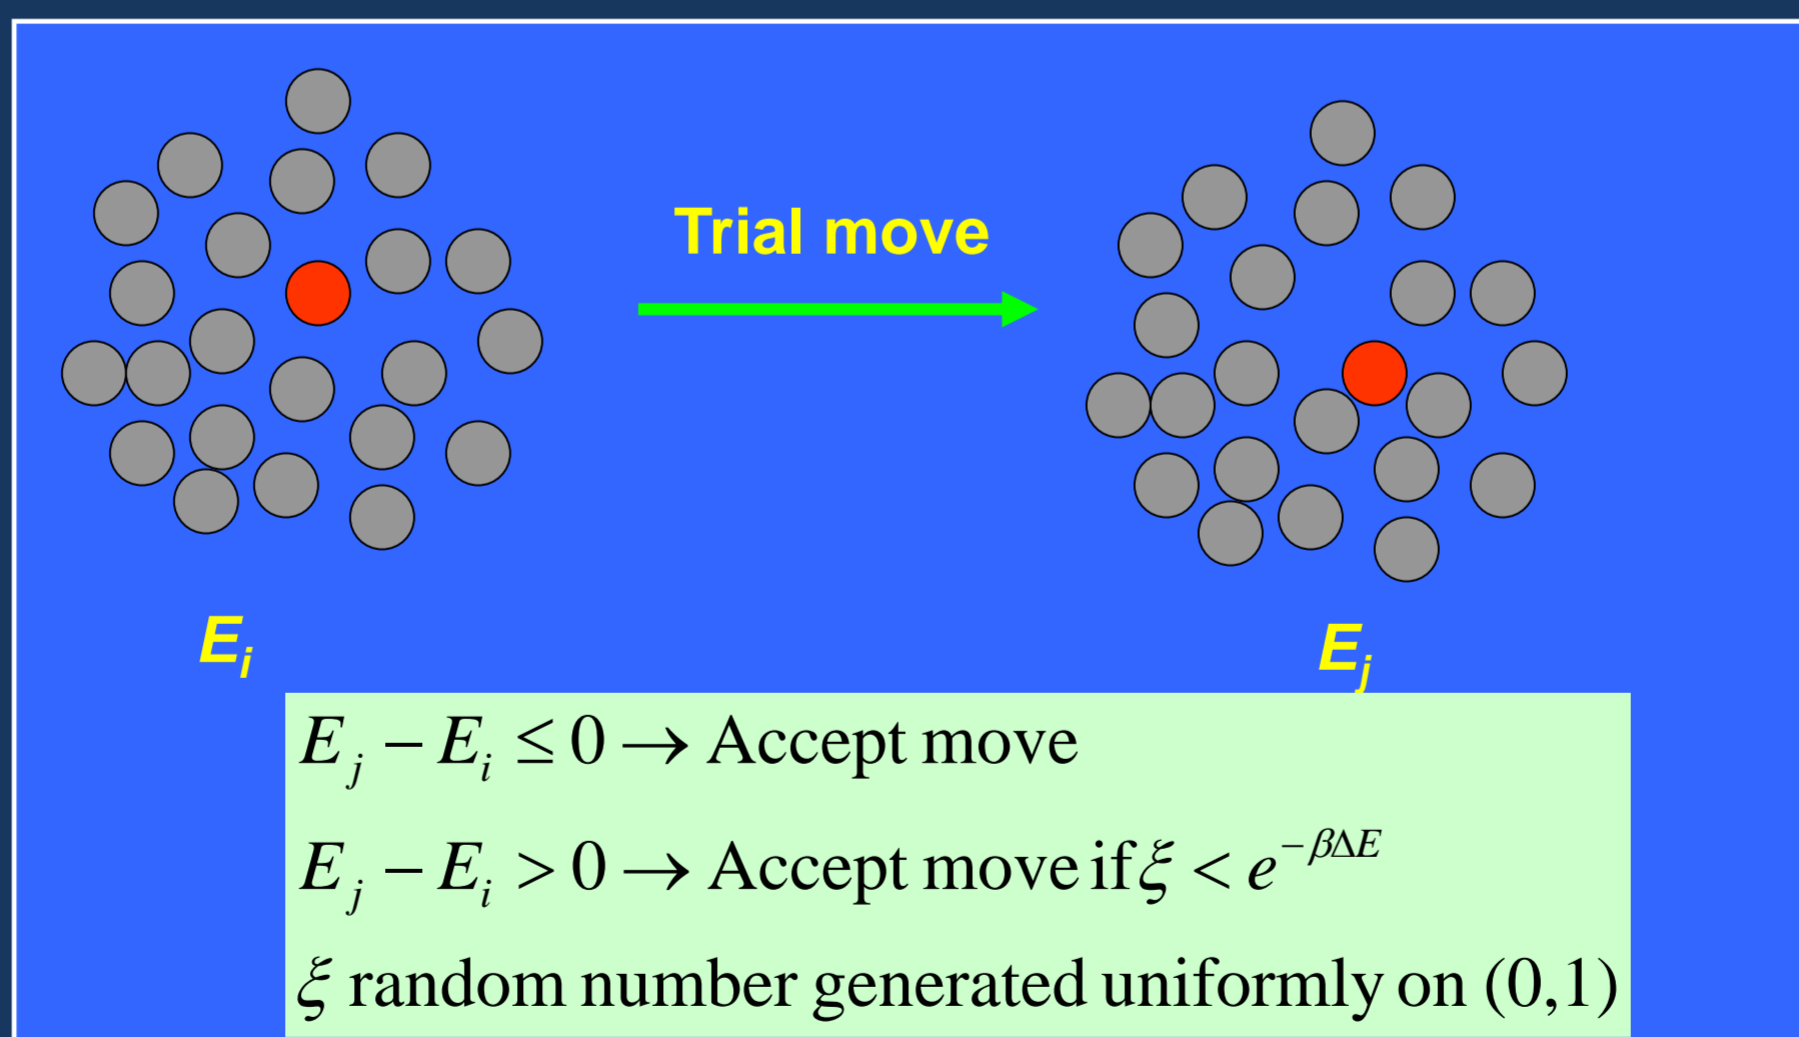 Trial move
E_i
E_j
E_j − E_i ≤ 0 → Accept move
E_j − E_i > 0 → Accept move if ξ < e^{−βΔE}
ξ random number generated uniformly on (0,1)